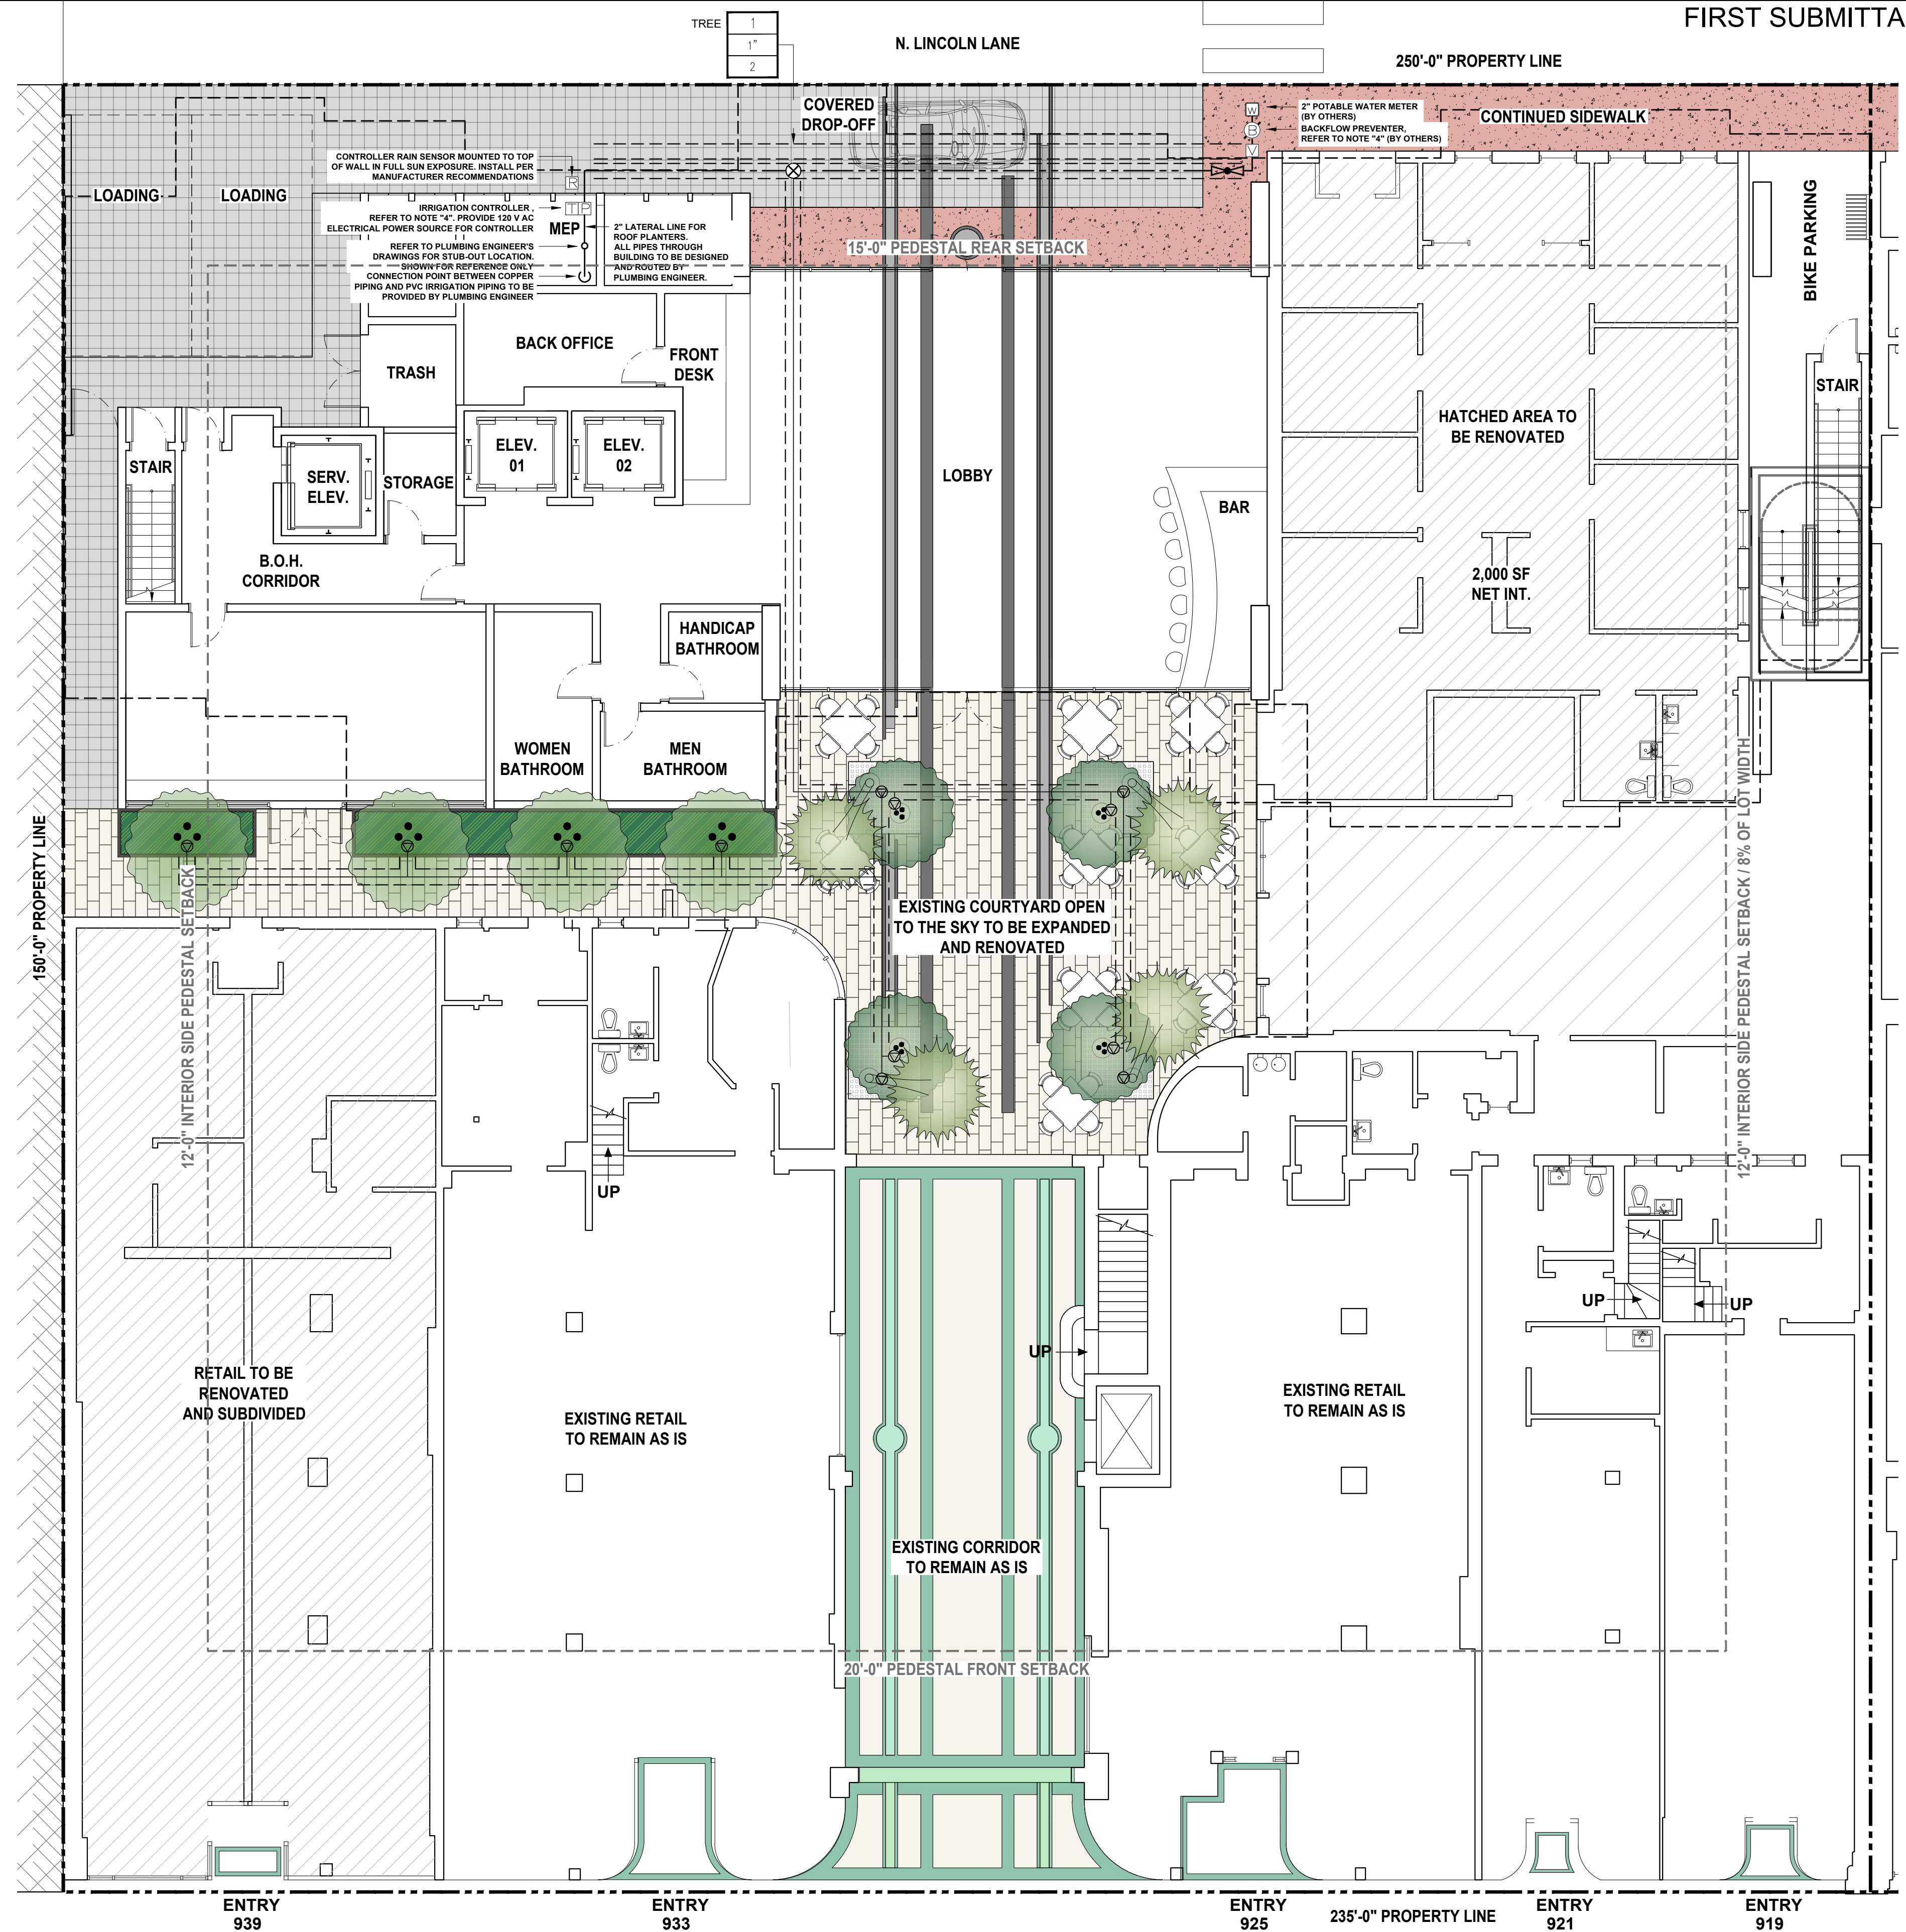 FIRST SUBMITTA
TREE
1
1"
2
N. LINCOLN LANE
250'-0" PROPERTY LINE
COVERED
DROP-OFF
2" POTABLE WATER METER
(BY OTHERS)
BACKFLOW PREVENTER,
REFER TO NOTE "4" (BY OTHERS)
W
B
V
CONTINUED SIDEWALK
CONTROLLER RAIN SENSOR MOUNTED TO TOP
OF WALL IN FULL SUN EXPOSURE. INSTALL PER
MANUFACTURER RECOMMENDATIONS
R
LOADING
LOADING
IRRIGATION CONTROLLER ,
REFER TO NOTE "4". PROVIDE 120 V AC
ELECTRICAL POWER SOURCE FOR CONTROLLER
MEP
REFER TO PLUMBING ENGINEER'S
DRAWINGS FOR STUB-OUT LOCATION.
SHOWN FOR REFERENCE ONLY
CONNECTION POINT BETWEEN COPPER
PIPING AND PVC IRRIGATION PIPING TO BE
PROVIDED BY PLUMBING ENGINEER
2" LATERAL LINE FOR
ROOF PLANTERS.
ALL PIPES THROUGH
BUILDING TO BE DESIGNED
AND ROUTED BY
PLUMBING ENGINEER.
15'-0" PEDESTAL REAR SETBACK
BIKE PARKING
BACK OFFICE
FRONT
DESK
TRASH
STAIR
HATCHED AREA TO
BE RENOVATED
ELEV.
01
ELEV.
02
STAIR
SERV.
ELEV.
STORAGE
LOBBY
BAR
B.O.H.
CORRIDOR
2,000 SF
NET INT.
HANDICAP
BATHROOM
WOMEN
BATHROOM
MEN
BATHROOM
150'-0" PROPERTY LINE
12'-0" INTERIOR SIDE PEDESTAL SETBACK
EXISTING COURTYARD OPEN
TO THE SKY TO BE EXPANDED
AND RENOVATED
12'-0" INTERIOR SIDE PEDESTAL SETBACK / 8% OF LOT WIDTH
UP
UP
UP
UP
RETAIL TO BE
RENOVATED
AND SUBDIVIDED
EXISTING RETAIL
TO REMAIN AS IS
EXISTING RETAIL
TO REMAIN AS IS
EXISTING CORRIDOR
TO REMAIN AS IS
20'-0" PEDESTAL FRONT SETBACK
ENTRY
939
ENTRY
933
ENTRY
925
235'-0" PROPERTY LINE
ENTRY
921
ENTRY
919